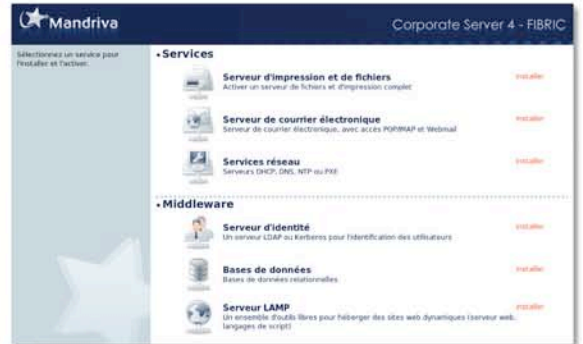 Mandriva
Corporate Server 4 - FIBRIC
Sélectionnez un service pour
l'installer et l'activer.
• Services
Serveur d'impression et de fichiers
Activer un serveur de fichiers et d'impression complet
Installer
Serveur de courrier électronique
Serveur de courrier électronique, avec accès POP/IMAP et Webmail
Installer
Services réseau
Serveurs DHCP, DNS, NTP ou PXE
Installer
• Middleware
Serveur d'identité
Un serveur LDAP ou Kerberos pour l'identification des utilisateurs
Installer
Bases de données
Bases de données relationnelles
Installer
Serveur LAMP
Un ensemble d'outils libres pour héberger des sites web dynamiques (serveur web,
langages de script)
Installer